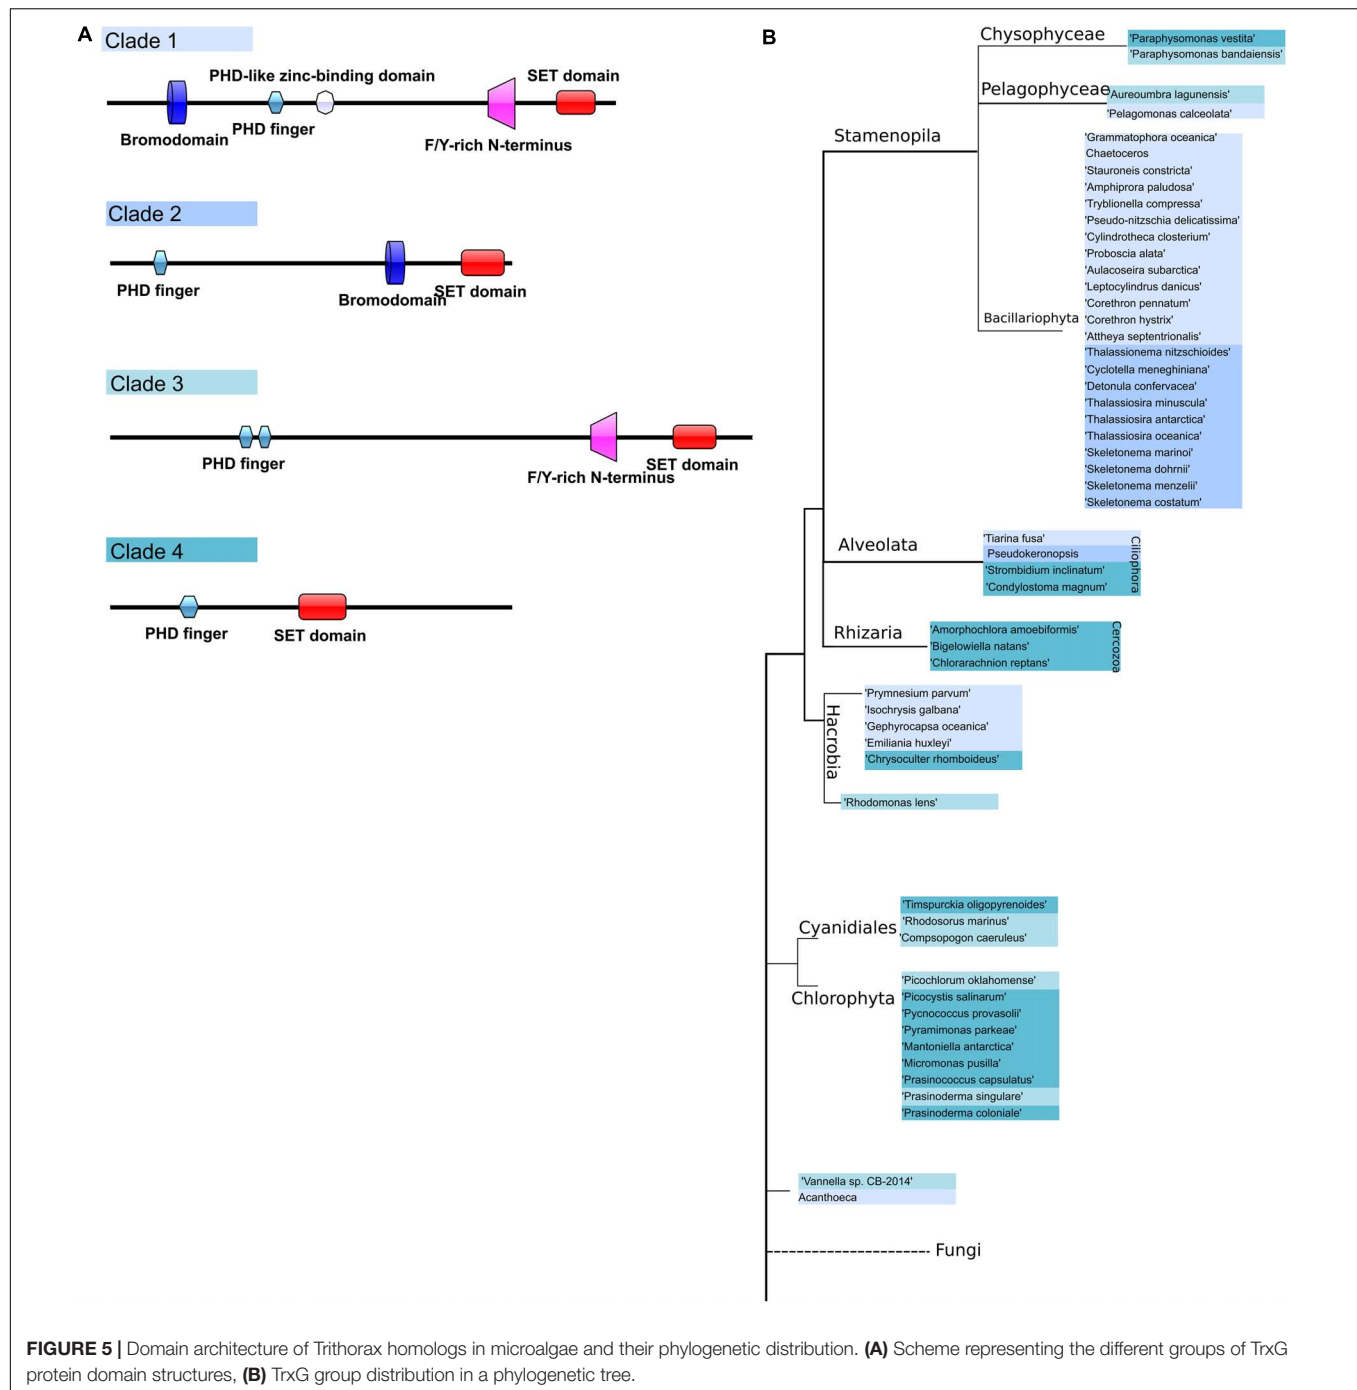 A
Clade 1
PHD-like zinc-binding domain
SET domain
Bromodomain
PHD finger
F/Y-rich N-terminus
Clade 2
PHD finger
Bromodomain
SET domain
Clade 3
PHD finger
F/Y-rich N-terminus
SET domain
Clade 4
PHD finger
SET domain
B
Chysophyceae
'Paraphysomonas vestita'
'Paraphysomonas bandaiensis'
Pelagophyceae
'Aureoumbra lagunensis'
'Pelagomonas calceolata'
Stamenopila
'Grammatophora oceanica'
Chaetoceros
'Stauroneis constricta'
'Amphiprora paludosa'
'Tryblionella compressa'
'Pseudo-nitzschia delicatissima'
'Cylindrotheca closterium'
'Proboscia alata'
'Aulacoseira subarctica'
'Leptocylindrus danicus'
'Corethron pennatum'
Bacillariophyta
'Corethron hystrix'
'Attheya septentrionalis'
'Thalassionema nitzschioides'
'Cyclotella meneghiniana'
'Detonula confervacea'
'Thalassiosira minuscula'
'Thalassiosira antarctica'
'Thalassiosira oceanica'
'Skeletonema marinoi'
'Skeletonema dohrnii'
'Skeletonema menzelii'
'Skeletonema costatum'
Alveolata
'Tiarina fusa'
Pseudokeronopsis
'Strombidium inclinatum'
'Condylostoma magnum'
Ciliophora
Rhizaria
'Amorphochlora amoebiformis'
'Bigelowiella natans'
'Chlorarachnion reptans'
Cercozoa
Hacrobia
'Prymnesium parvum'
'Isochrysis galbana'
'Gephyrocapsa oceanica'
'Emiliania huxleyi'
'Chrysoculter rhomboideus'
'Rhodomonas lens'
Cyanidiales
'Timspurckia oligopyrenoides'
'Rhodosorus marinus'
'Compsopogon caeruleus'
Chlorophyta
'Picochlorum oklahomense'
'Picocystis salinarum'
'Pycnococcus provasolii'
'Pyramimonas parkeae'
'Mantoniella antarctica'
'Micromonas pusilla'
'Prasinococcus capsulatus'
'Prasinoderma singulare'
'Prasinoderma coloniale'
'Vannella sp. CB-2014'
Acanthoeca
Fungi
FIGURE 5 | Domain architecture of Trithorax homologs in microalgae and their phylogenetic distribution. (A) Scheme representing the different groups of TrxG
protein domain structures, (B) TrxG group distribution in a phylogenetic tree.